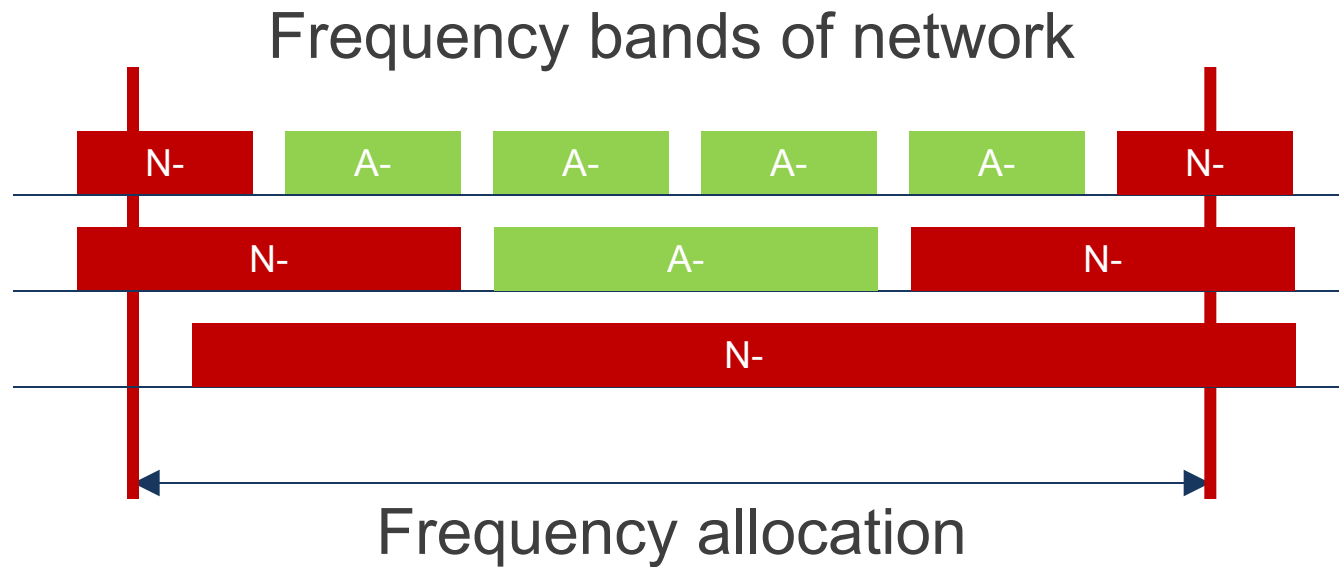 Frequency bands of network
N- A- A- A- A- N-
N- A- N-
N-
Frequency allocation